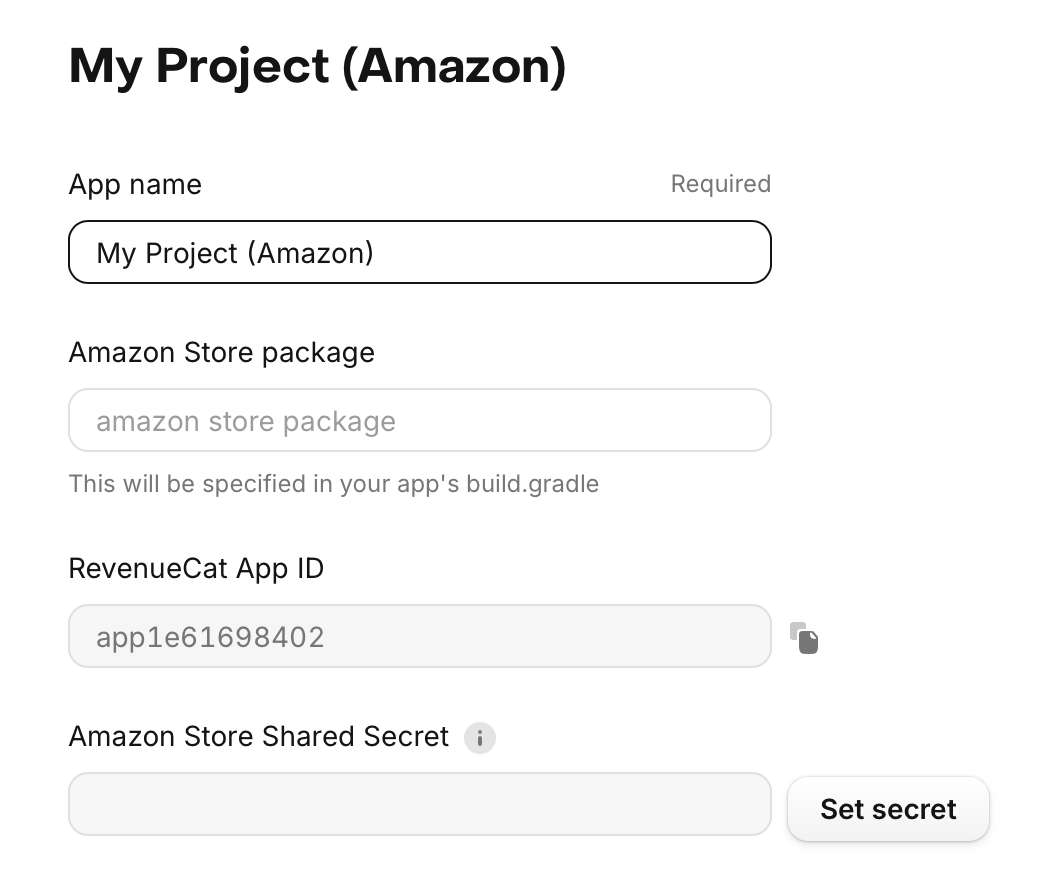 My Project (Amazon)
App name
Required
My Project (Amazon)
Amazon Store package
amazon store package
This will be specified in your app's build.gradle
RevenueCat App ID
app1e61698402
Amazon Store Shared Secret
Set secret